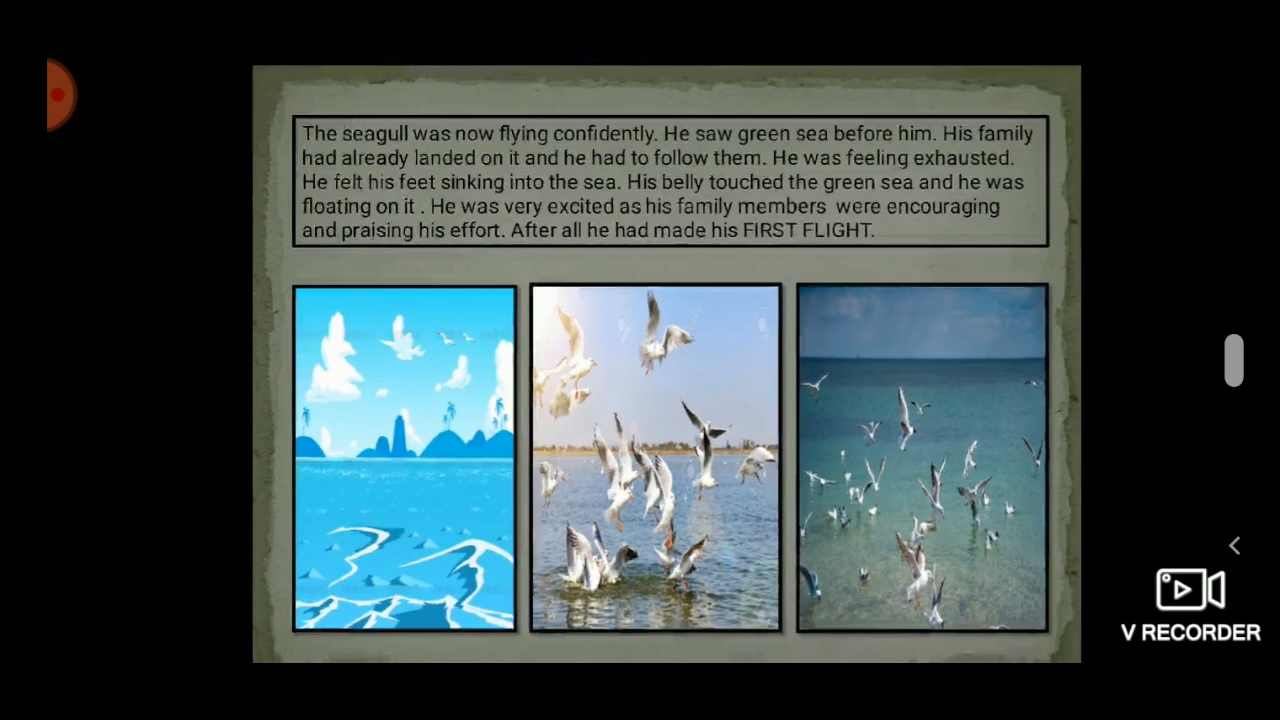 The seagull was now flying confidently. He saw green sea before him. His family
had already landed on it and he had to follow them. He was feeling exhausted.
He felt his feet sinking into the sea. His belly touched the green sea and he was
floating on it . He was very excited as his family members were encouraging
and praising his effort. After all he had made his FIRST FLIGHT.
V RECORDER